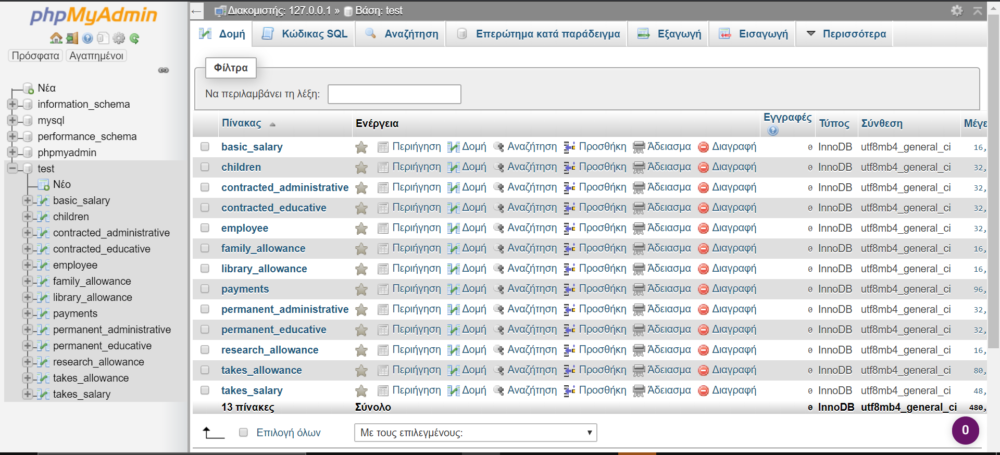 phpMyAdmin
Πρόσφατα Αγαπημένοι
Νέα
information_schema
mysql
performance_schema
phpmyadmin
test
Νέο
basic_salary
children
contracted_administrative
contracted_educative
employee
family_allowance
library_allowance
payments
permanent_administrative
permanent_educative
research_allowance
takes_allowance
takes_salary
Διακομιστής: 127.0.0.1 » Βάση: test
Δομή Κώδικας SQL Αναζήτηση Επερώτημα κατά παράδειγμα Εξαγωγή Εισαγωγή Περισσότερα
Φίλτρα
Να περιλαμβάνει τη λέξη:
Πίνακας Ενέργεια Εγγραφές Τύπος Σύνθεση Μέγε
basic_salary Περιήγηση Δομή Αναζήτηση Προσθήκη Άδειασμα Διαγραφή 0 InnoDB utf8mb4_general_ci 16,
children Περιήγηση Δομή Αναζήτηση Προσθήκη Άδειασμα Διαγραφή 0 InnoDB utf8mb4_general_ci 32,
contracted_administrative Περιήγηση Δομή Αναζήτηση Προσθήκη Άδειασμα Διαγραφή 0 InnoDB utf8mb4_general_ci 32,
contracted_educative Περιήγηση Δομή Αναζήτηση Προσθήκη Άδειασμα Διαγραφή 0 InnoDB utf8mb4_general_ci 32,
employee Περιήγηση Δομή Αναζήτηση Προσθήκη Άδειασμα Διαγραφή 0 InnoDB utf8mb4_general_ci 32,
family_allowance Περιήγηση Δομή Αναζήτηση Προσθήκη Άδειασμα Διαγραφή 0 InnoDB utf8mb4_general_ci 16,
library_allowance Περιήγηση Δομή Αναζήτηση Προσθήκη Άδειασμα Διαγραφή 0 InnoDB utf8mb4_general_ci 16,
payments Περιήγηση Δομή Αναζήτηση Προσθήκη Άδειασμα Διαγραφή 0 InnoDB utf8mb4_general_ci 96,
permanent_administrative Περιήγηση Δομή Αναζήτηση Προσθήκη Άδειασμα Διαγραφή 0 InnoDB utf8mb4_general_ci 32,
permanent_educative Περιήγηση Δομή Αναζήτηση Προσθήκη Άδειασμα Διαγραφή 0 InnoDB utf8mb4_general_ci 32,
research_allowance Περιήγηση Δομή Αναζήτηση Προσθήκη Άδειασμα Διαγραφή 0 InnoDB utf8mb4_general_ci 16,
takes_allowance Περιήγηση Δομή Αναζήτηση Προσθήκη Άδειασμα Διαγραφή 0 InnoDB utf8mb4_general_ci 80,
takes_salary Περιήγηση Δομή Αναζήτηση Προσθήκη Άδειασμα Διαγραφή 0 InnoDB utf8mb4_general_ci 48,
13 πίνακες Σύνολο 0 InnoDB utf8mb4_general_ci 480,
Επιλογή όλων Με τους επιλεγμένους:
0